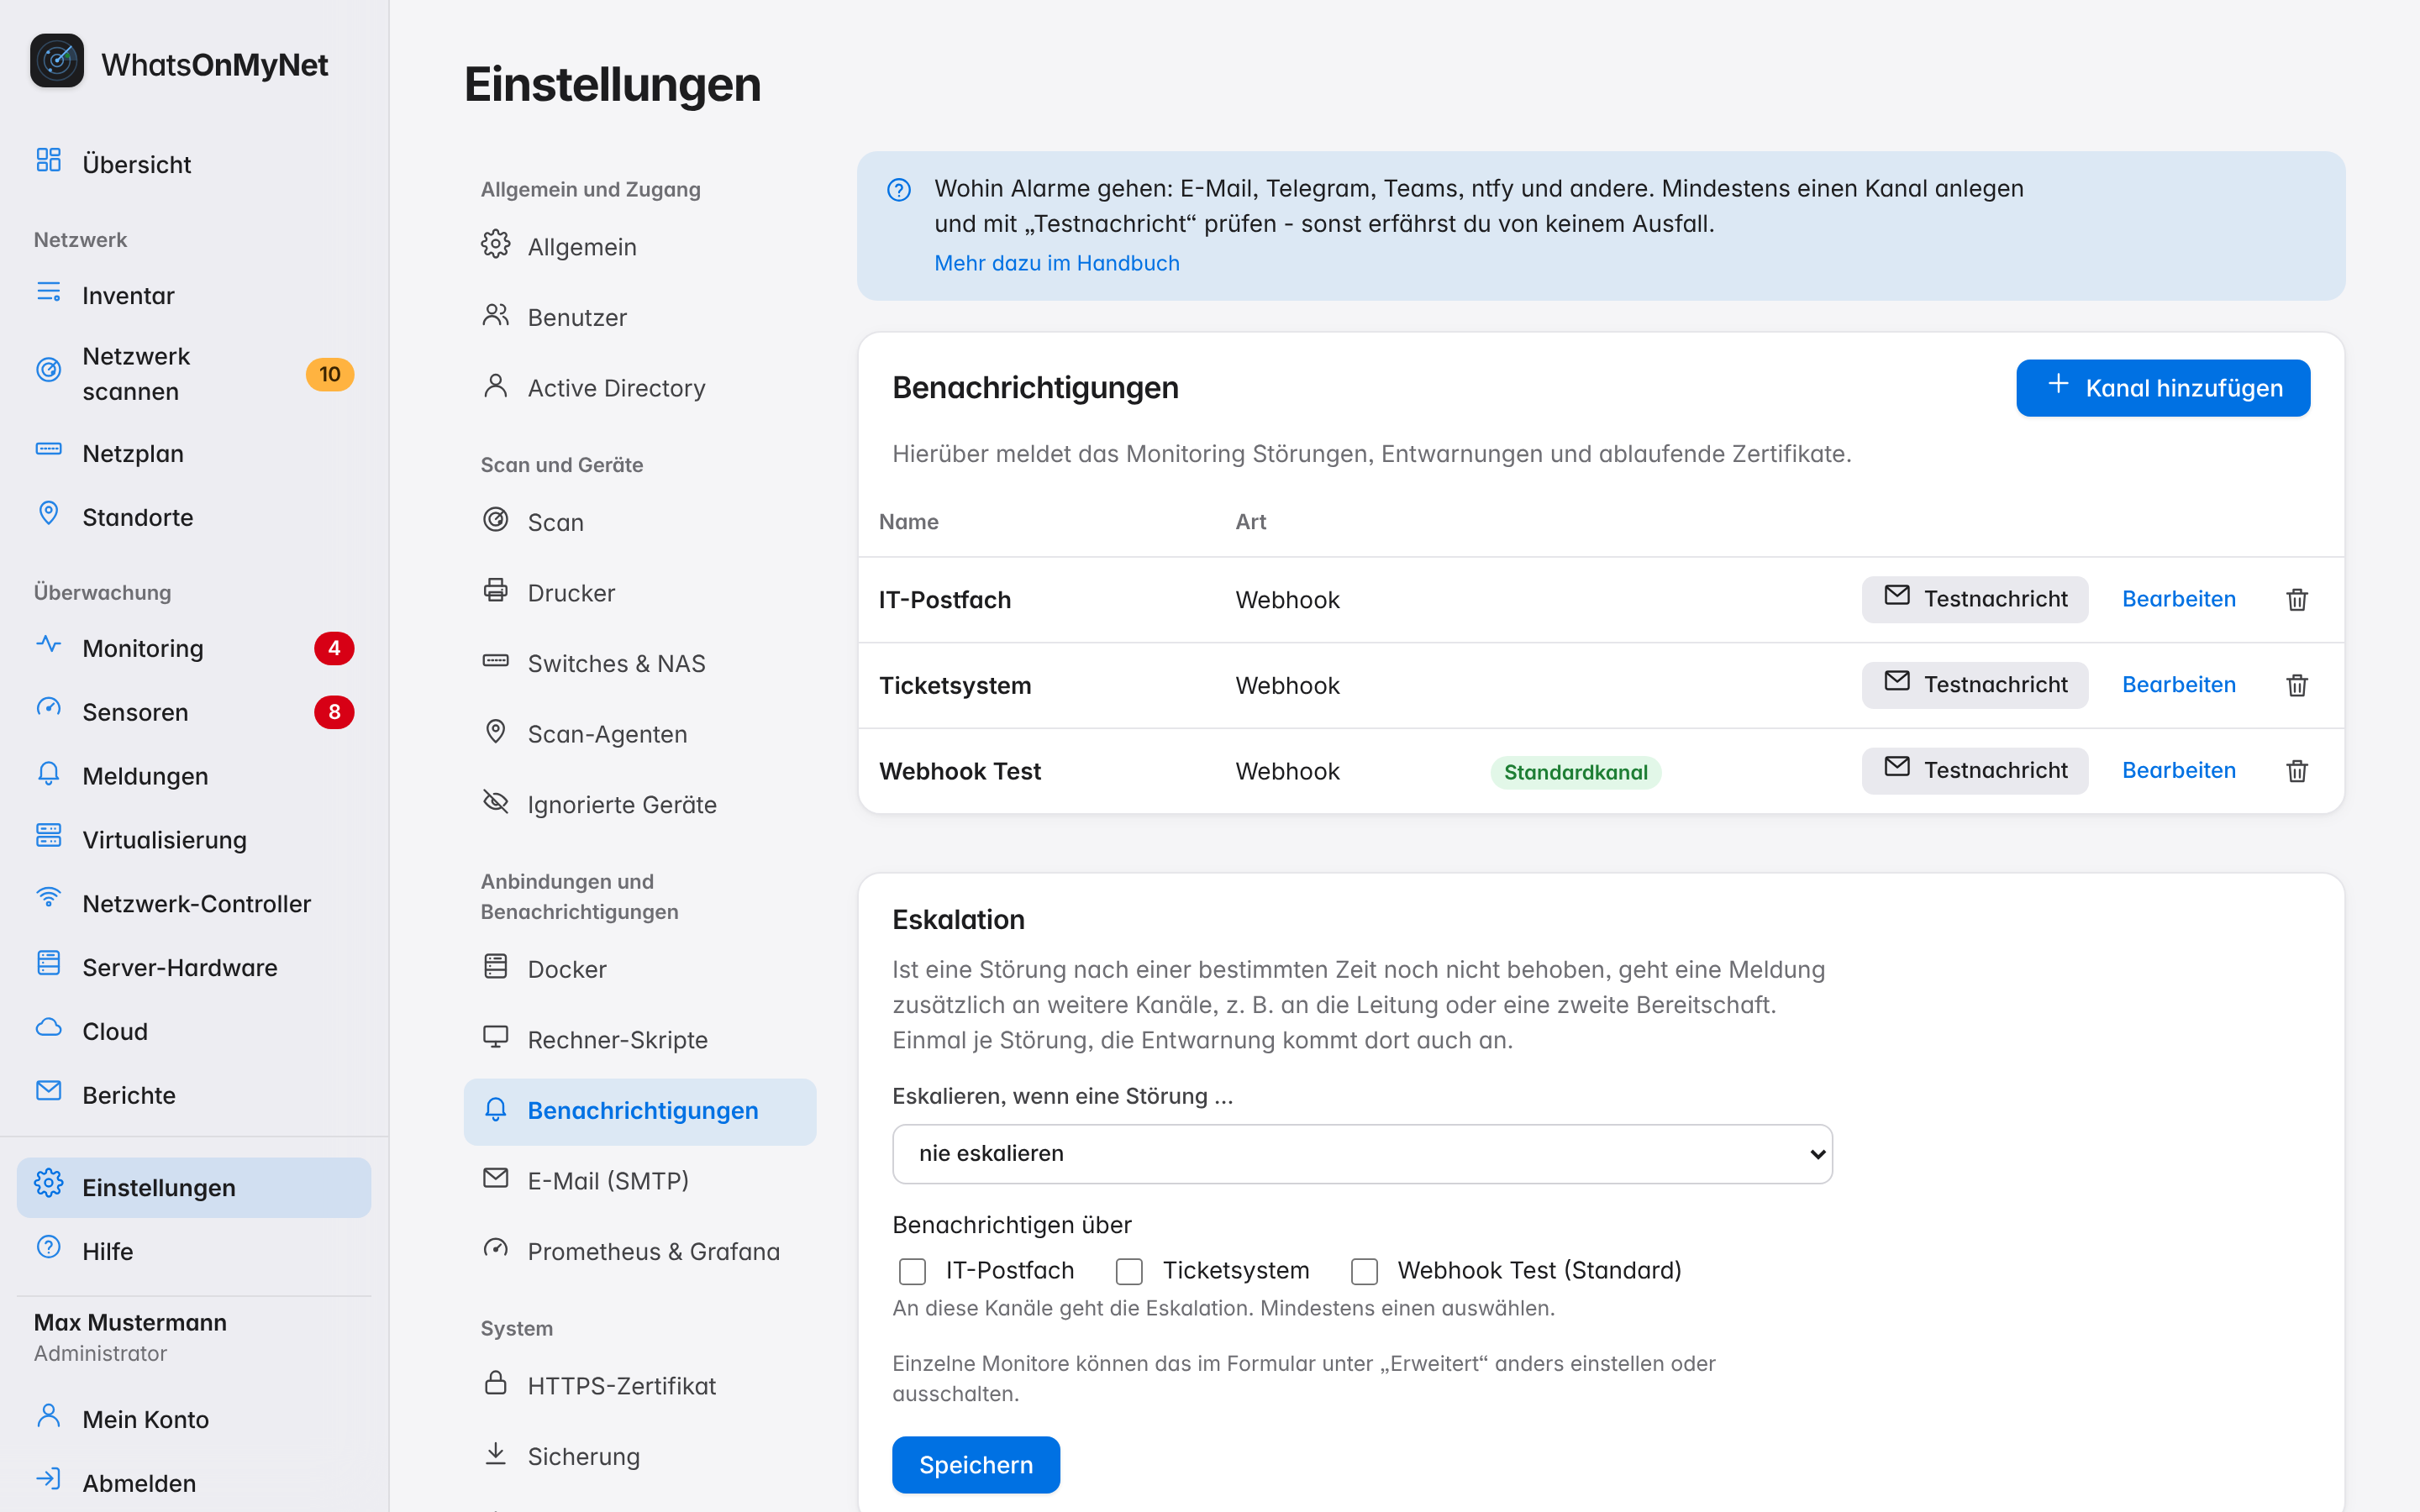 WhatsOnMyNet
Übersicht
Netzwerk
Inventar
Netzwerk
scannen
10
Netzplan
Standorte
Überwachung
Monitoring
4
Sensoren
8
Meldungen
Virtualisierung
Netzwerk-Controller
Server-Hardware
Cloud
Berichte
Einstellungen
Hilfe
Max Mustermann
Administrator
Mein Konto
Abmelden
Einstellungen
Allgemein und Zugang
Allgemein
Benutzer
Active Directory
Scan und Geräte
Scan
Drucker
Switches & NAS
Scan-Agenten
Ignorierte Geräte
Anbindungen und
Benachrichtigungen
Docker
Rechner-Skripte
Benachrichtigungen
E-Mail (SMTP)
Prometheus & Grafana
System
HTTPS-Zertifikat
Sicherung
Wohin Alarme gehen: E-Mail, Telegram, Teams, ntfy und andere. Mindestens einen Kanal anlegen
und mit „Testnachricht“ prüfen - sonst erfährst du von keinem Ausfall.
Mehr dazu im Handbuch
Benachrichtigungen
Kanal hinzufügen
Hierüber meldet das Monitoring Störungen, Entwarnungen und ablaufende Zertifikate.
Name Art
IT-Postfach Webhook Testnachricht Bearbeiten
Ticketsystem Webhook Testnachricht Bearbeiten
Webhook Test Webhook Standardkanal Testnachricht Bearbeiten
Eskalation
Ist eine Störung nach einer bestimmten Zeit noch nicht behoben, geht eine Meldung
zusätzlich an weitere Kanäle, z. B. an die Leitung oder eine zweite Bereitschaft.
Einmal je Störung, die Entwarnung kommt dort auch an.
Eskalieren, wenn eine Störung ...
nie eskalieren
Benachrichtigen über
IT-Postfach Ticketsystem Webhook Test (Standard)
An diese Kanäle geht die Eskalation. Mindestens einen auswählen.
Einzelne Monitore können das im Formular unter „Erweitert“ anders einstellen oder
ausschalten.
Speichern